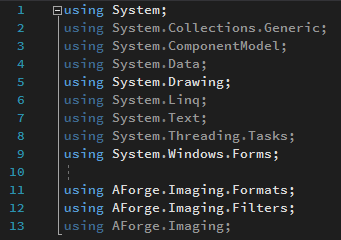 1 using System;
2 using System.Collections.Generic;
3 using System.ComponentModel;
4 using System.Data;
5 using System.Drawing;
6 using System.Linq;
7 using System.Text;
8 using System.Threading.Tasks;
9 using System.Windows.Forms;
10
11 using AForge.Imaging.Formats;
12 using AForge.Imaging.Filters;
13 using AForge.Imaging;